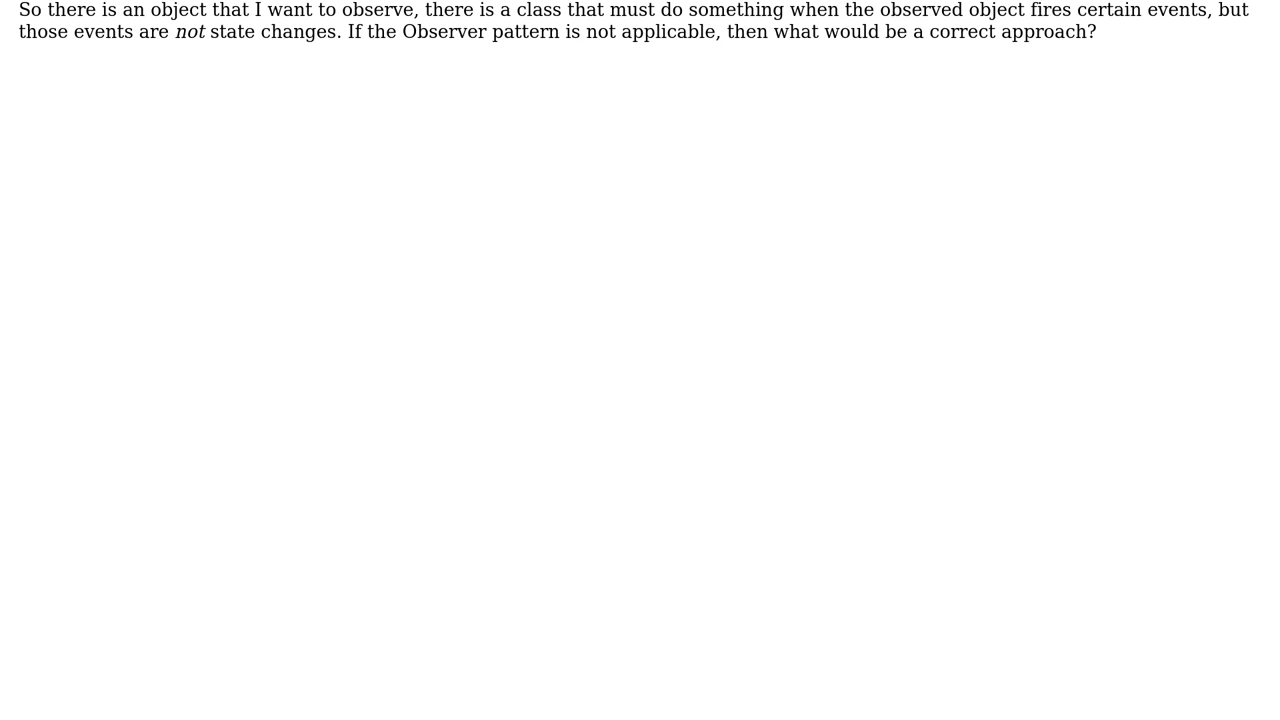 So there is an object that I want to observe, there is a class that must do something when the observed object fires certain events, but
those events are not state changes. If the Observer pattern is not applicable, then what would be a correct approach?